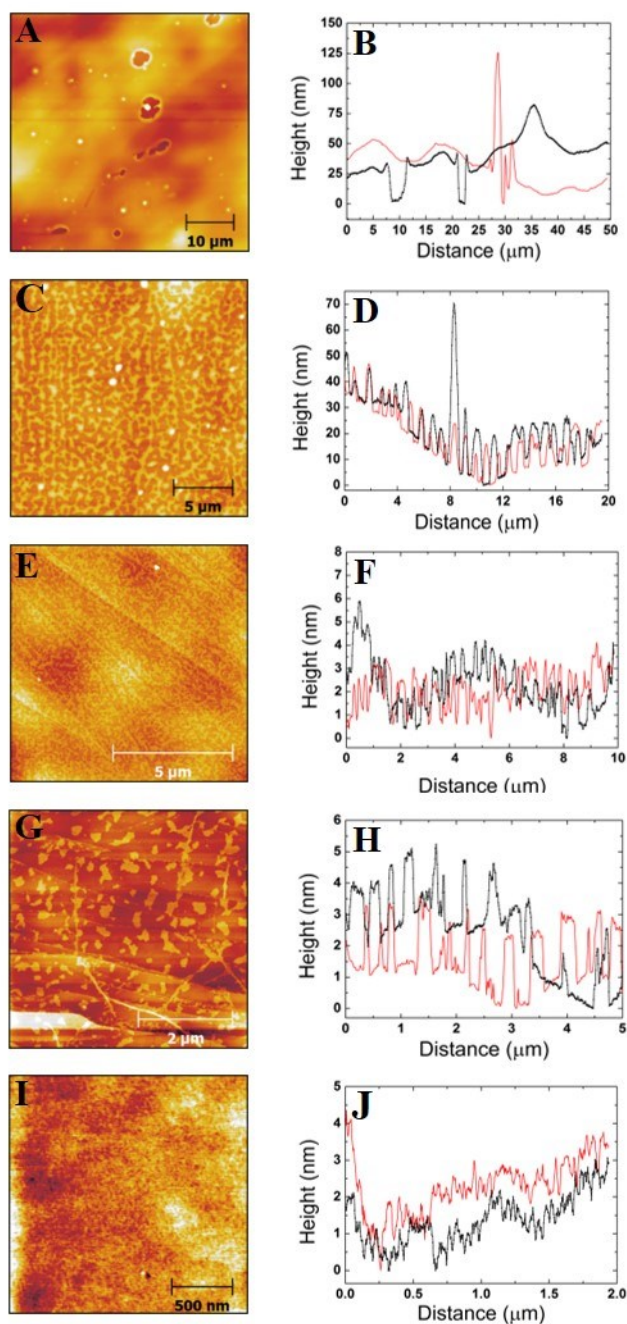 A
10 μm
B
Height (nm)
150
125
100
75
50
25
0
0 5 10 15 20 25 30 35 40 45 50
Distance (μm)
C
5 μm
D
Height (nm)
70
60
50
40
30
20
10
0
0 4 8 12 16 20
Distance (μm)
E
5 μm
F
Height (nm)
8
7
6
5
4
3
2
1
0
0 2 4 6 8 10
Distance (μm)
G
2 μm
H
Height (nm)
6
5
4
3
2
1
0
0 1 2 3 4 5
Distance (μm)
I
500 nm
J
Height (nm)
5
4
3
2
1
0
0.0 0.5 1.0 1.5 2.0
Distance (μm)